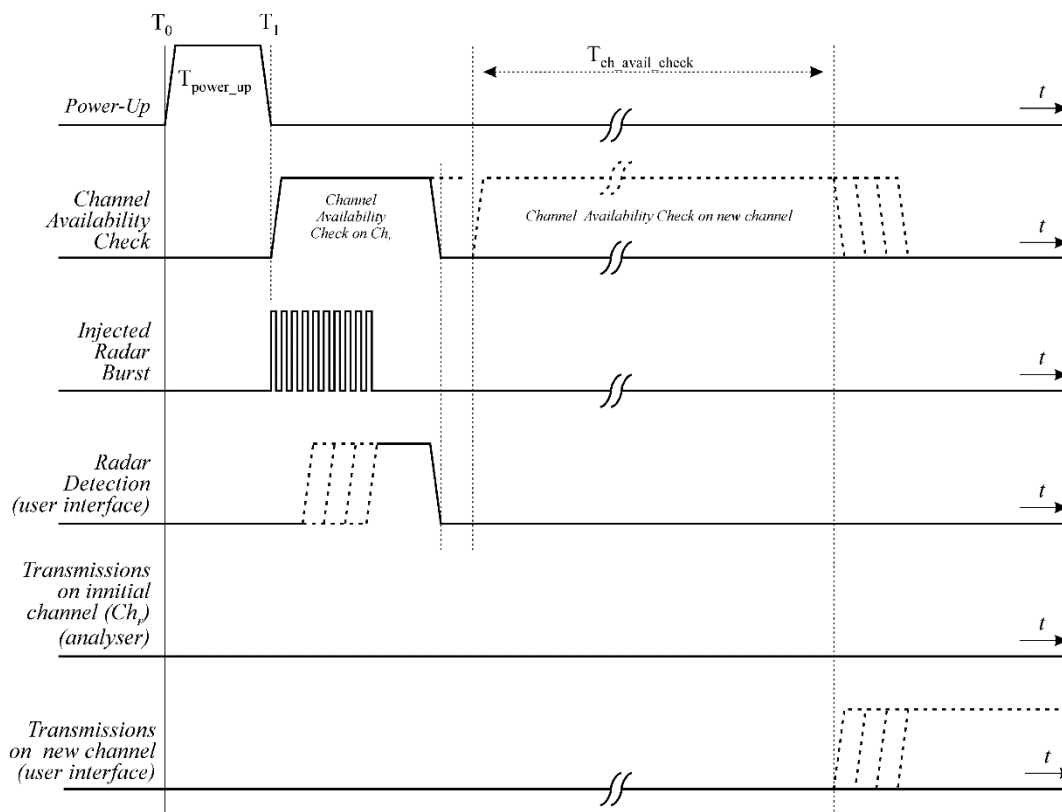 T0 T1
Tpower_up
Tch_avail_check
Power-Up
t
Channel
Availability
Check
Channel
Availability
Check on Chr
Channel Availability Check on new channel
t
Injected
Radar
Burst
t
Radar
Detection
(user interface)
t
Transmissions
on innitial
channel (Chr)
(analyser)
t
Transmissions
on new channel
(user interface)
t